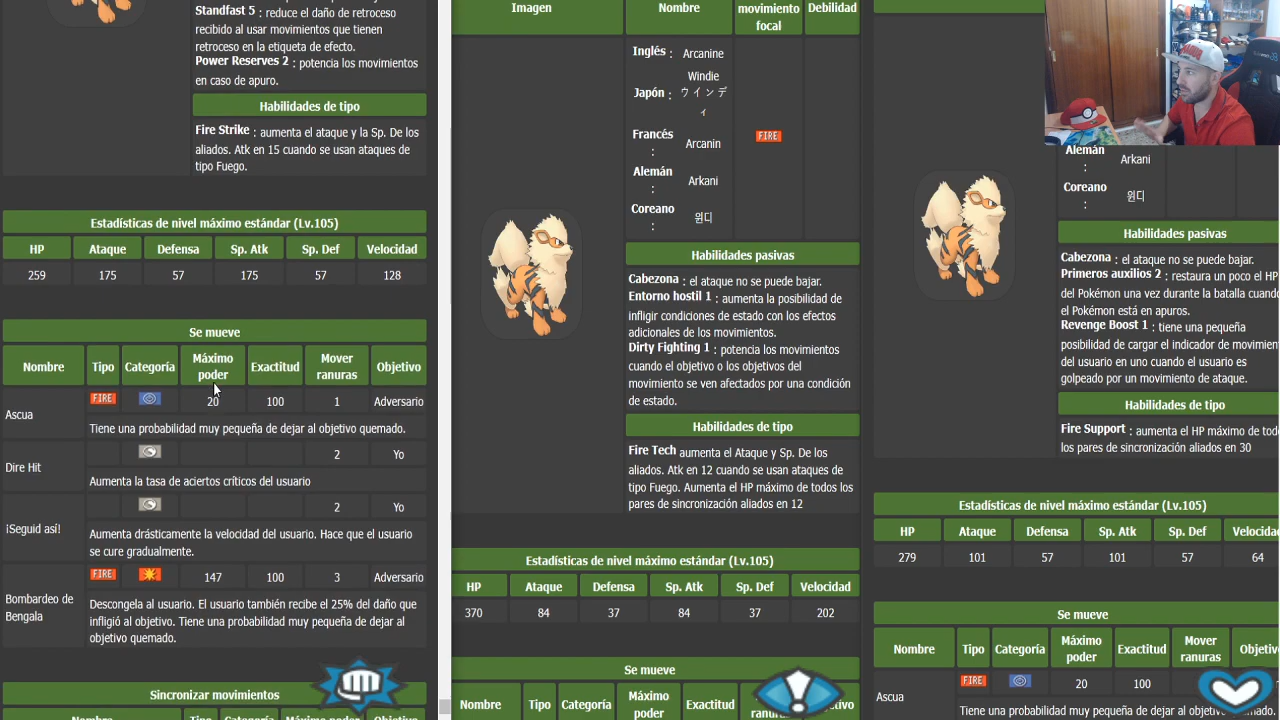 Standfast 5 : reduce el daño de retroceso
recibido al usar movimientos que tienen
retroceso en la etiqueta de efecto.
Power Reserves 2 : potencia los movimientos
en caso de apuro.
Habilidades de tipo
Fire Strike : aumenta el ataque y la Sp. De los
aliados. Atk en 15 cuando se usan ataques de
tipo Fuego.
Estadísticas de nivel máximo estándar (Lv.105)
HP Ataque Defensa Sp. Atk Sp. Def Velocidad
259 175 57 175 57 128
Se mueve
Nombre Tipo Categoría Máximo poder Exactitud Mover ranuras Objetivo
Ascua FIRE 20 100 1 Adversario
Tiene una probabilidad muy pequeña de dejar al objetivo quemado.
Dire Hit 2 Yo
Aumenta la tasa de aciertos críticos del usuario
¡Seguid así! 2 Yo
Aumenta drásticamente la velocidad del usuario. Hace que el usuario
se cure gradualmente.
Bombardeo de Bengala FIRE 147 100 3 Adversario
Descongela al usuario. El usuario también recibe el 25% del daño que
infligió al objetivo. Tiene una probabilidad muy pequeña de dejar al
objetivo quemado.
Sincronizar movimientos
Imagen Nombre movimiento focal Debilidad
Inglés : Arcanine
Japón : Windie ウインディ
Francés : Arcanin
FIRE
Alemán : Arkani
Coreano : 윈디
Habilidades pasivas
Cabezona : el ataque no se puede bajar.
Entorno hostil 1 : aumenta la posibilidad de
infligir condiciones de estado con los efectos
adicionales de los movimientos.
Dirty Fighting 1 : potencia los movimientos
cuando el objetivo o los objetivos del
movimiento se ven afectados por una condición
de estado.
Habilidades de tipo
Fire Tech aumenta el Ataque y Sp. De los
aliados. Atk en 12 cuando se usan ataques de
tipo Fuego. Aumenta el HP máximo de todos los
pares de sincronización aliados en 12
Estadísticas de nivel máximo estándar (Lv.105)
HP Ataque Defensa Sp. Atk Sp. Def Velocidad
370 84 37 84 37 202
Se mueve
Nombre Tipo Categoría Máximo poder Exactitud Mover
Alemán : Arkani
Coreano : 원디
Habilidades pasivas
Cabezona : el ataque no se puede bajar.
Primeros auxilios 2 : restaura un poco el HP
del Pokémon una vez durante la batalla cuando
el Pokémon está en apuros.
Revenge Boost 1 : tiene una pequeña
posibilidad de cargar el indicador de movimien
del usuario en uno cuando el usuario es
golpeado por un movimiento de ataque.
Habilidades de tipo
Fire Support : aumenta el HP máximo de tod
los pares de sincronización aliados en 30
Estadísticas de nivel máximo estándar (Lv.105)
HP Ataque Defensa Sp. Atk Sp. Def Velocida
279 101 57 101 57 64
Se mueve
Nombre Tipo Categoría Máximo poder Exactitud Mover ranuras Objetiv
Ascua FIRE 20 100
Tiene una probabilidad muy pequeña de dejar al objetivo quemado